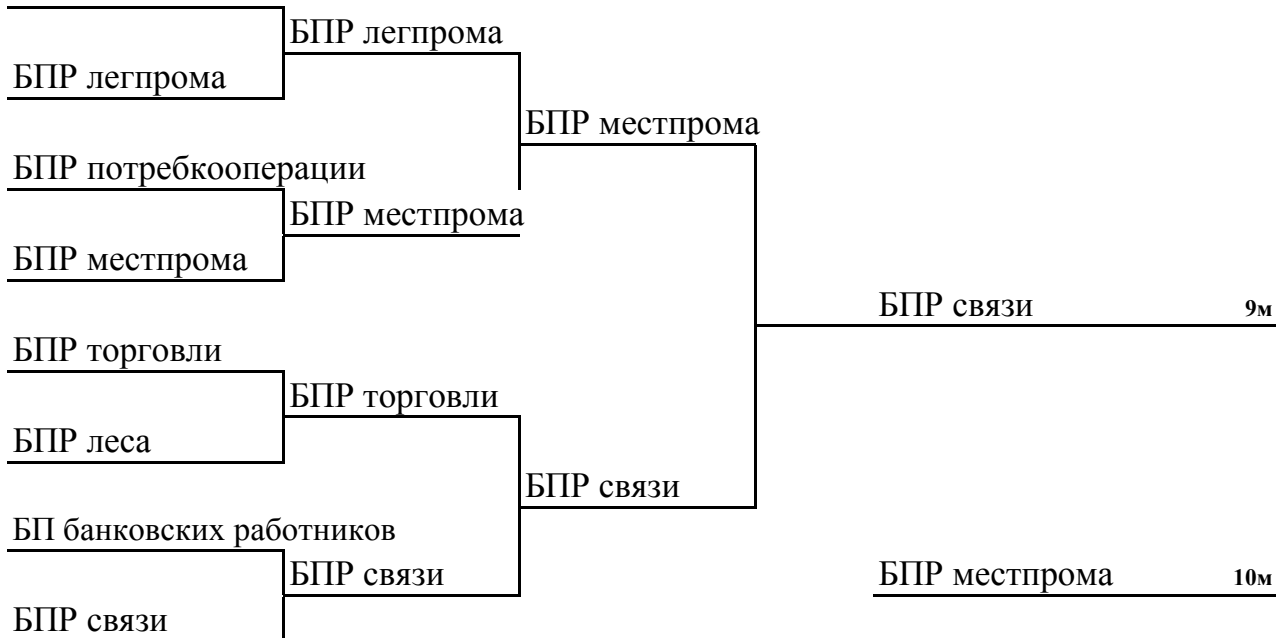 БПР легпрома
БПР легпрома
БПР местпрома
БПР потребкооперации
БПР местпрома
БПР местпрома
БПР связи 9м
БПР торговли
БПР торговли
БПР леса
БПР связи
БП банковских работников
БПР связи
БПР местпрома 10м
БПР связи